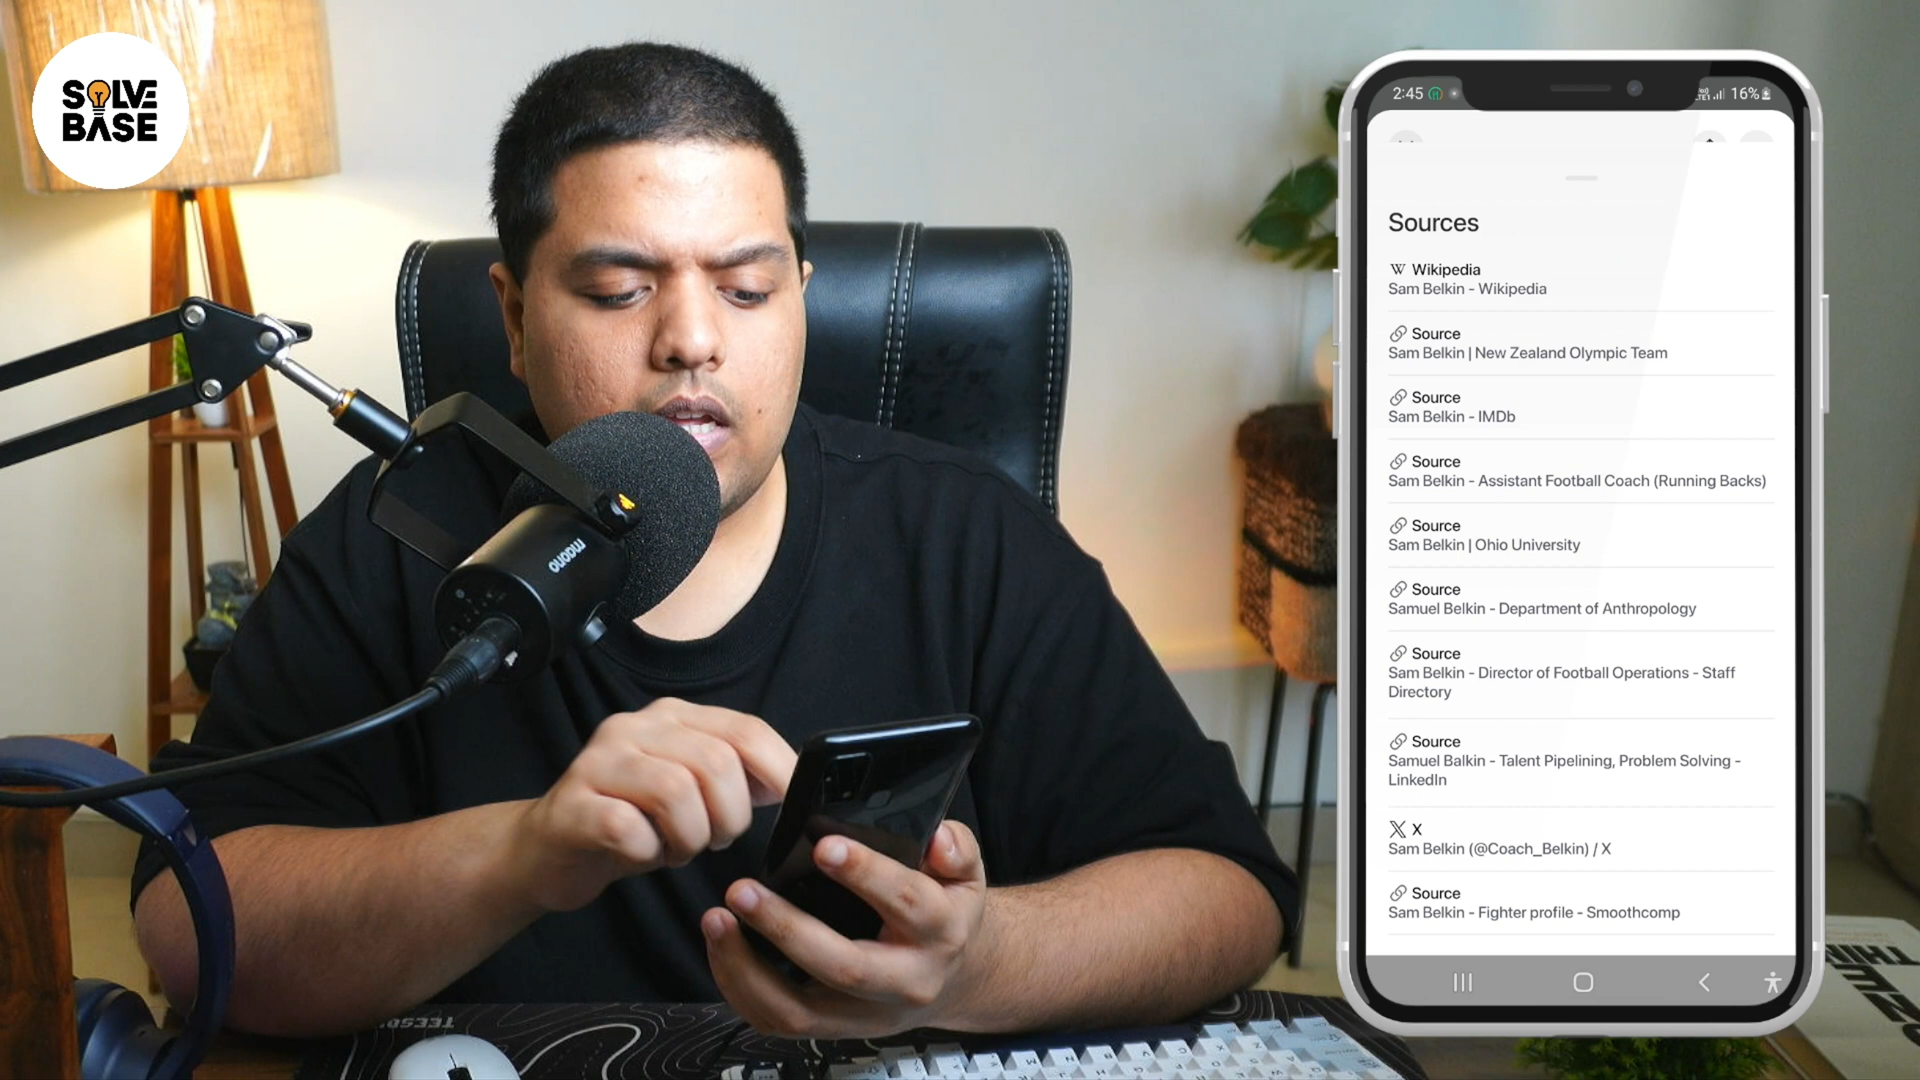 SOLVE
BASE
maono
TEESO
2:45
16%
Sources
Wikipedia
Sam Belkin - Wikipedia
Source
Sam Belkin | New Zealand Olympic Team
Source
Sam Belkin - IMDb
Source
Sam Belkin - Assistant Football Coach (Running Backs)
Source
Sam Belkin | Ohio University
Source
Samuel Belkin - Department of Anthropology
Source
Sam Belkin - Director of Football Operations - Staff
Directory
Source
Samuel Balkin - Talent Pipelining, Problem Solving -
LinkedIn
X
Sam Belkin (@Coach_Belkin) / X
Source
Sam Belkin - Fighter profile - Smoothcomp